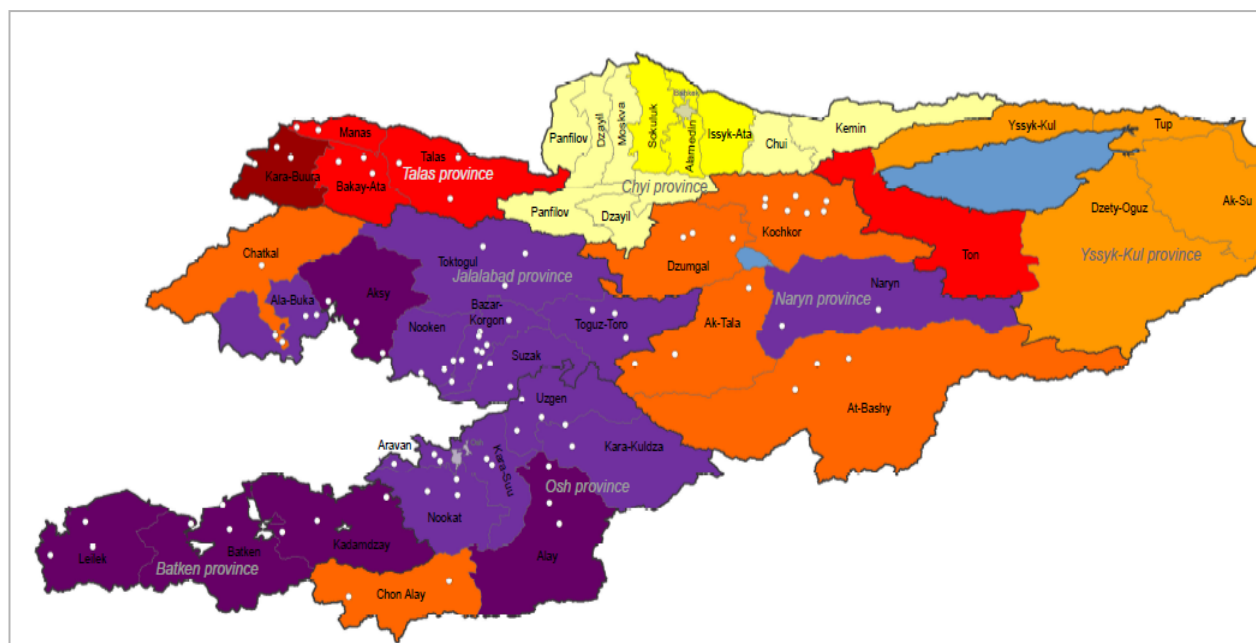 Bishkek
Manas
Talas
Kara-Buura
Bakay-Ata
Talas province
Panfilov
Dzayil
Moskva
Sokuluk
Alamedin
Issyk-Ata
Chui
Kemin
Chyi province
Panfilov
Dzayil
Yssyk-Kul
Tup
Ak-Su
Dzety-Oguz
Yssyk-Kul province
Ton
Kochkor
Dzumgal
Naryn
Naryn province
Ak-Tala
At-Bashy
Chatkal
Toktogul
Jalalabad province
Aksy
Ala-Buka
Bazar-
Korgon
Nooken
Toguz-Toro
Suzak
Uzgen
Kara-Kuldza
Aravan
Osh
Kara-Suu
Osh province
Nookat
Alay
Chon Alay
Kadamdzay
Batken
Batken province
Leilek